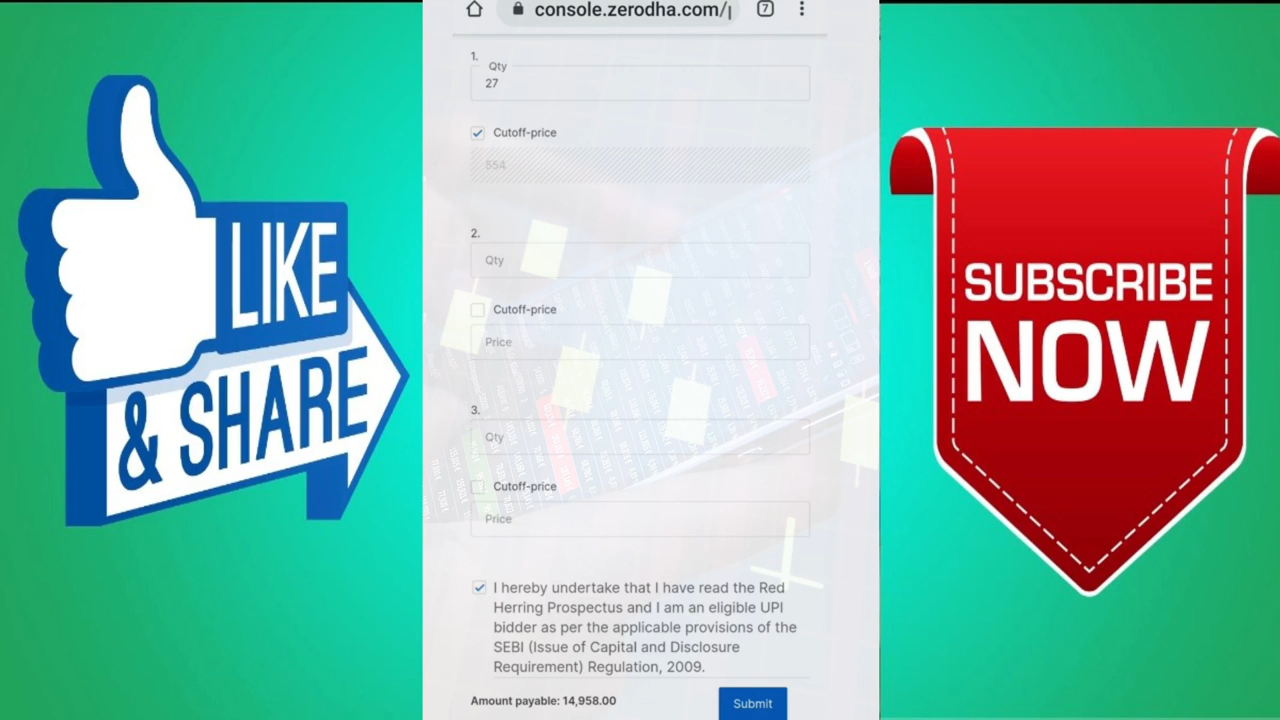 LIKE
& SHARE
console.zerodha.com/
7
1.
Qty
27
Cutoff-price
554
2.
Qty
Cutoff-price
Price
3.
Qty
Cutoff-price
Price
I hereby undertake that I have read the Red
Herring Prospectus and I am an eligible UPI
bidder as per the applicable provisions of the
SEBI (Issue of Capital and Disclosure
Requirement) Regulation, 2009.
Amount payable: 14,958.00
Submit
SUBSCRIBE
NOW